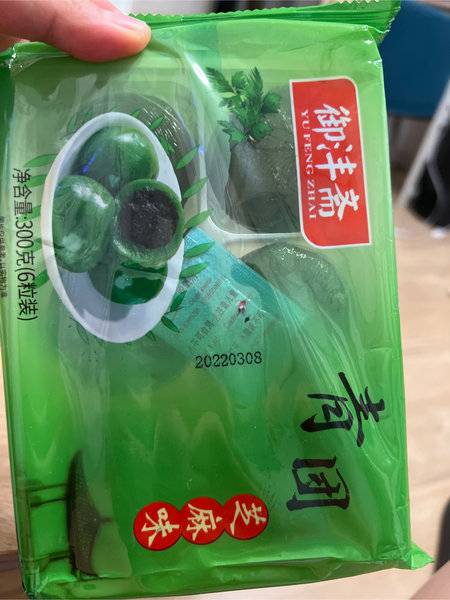 御沣斋
YU FENG ZHAI
青团
芝麻味
净含量:300克(6粒装)
20220308